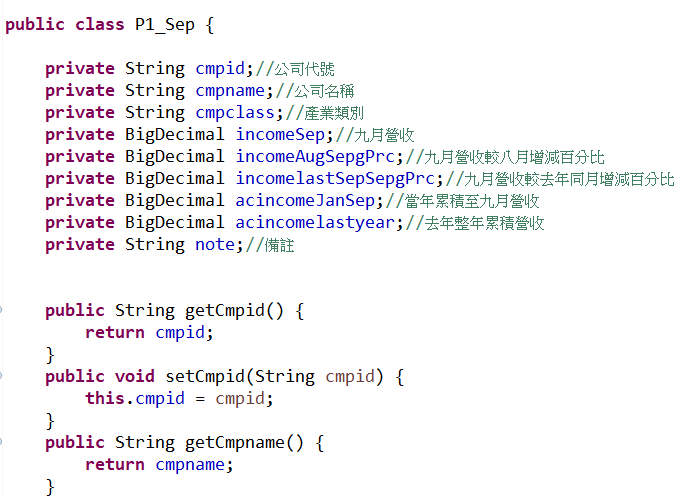 public class P1_Sep {
private String cmpid;//公司代號
private String cmpname;//公司名稱
private String cmpclass;//產業類別
private BigDecimal incomeSep;//九月營收
private BigDecimal incomeAugSepgPrc;//九月營收較八月增減百分比
private BigDecimal incomelastSepSepgPrc;//九月營收較去年同月增減百分比
private BigDecimal acincomeJanSep;//當年累積至九月營收
private BigDecimal acincomelastyear;//去年整年累積營收
private String note;//備註
public String getCmpid() {
return cmpid;
}
public void setCmpid(String cmpid) {
this.cmpid = cmpid;
}
public String getCmpname() {
return cmpname;
}